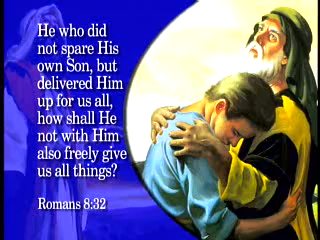 He who did
not spare His
own Son, but
delivered Him
up for us all,
how shall He
not with Him
also freely give
us all things?
Romans 8:32